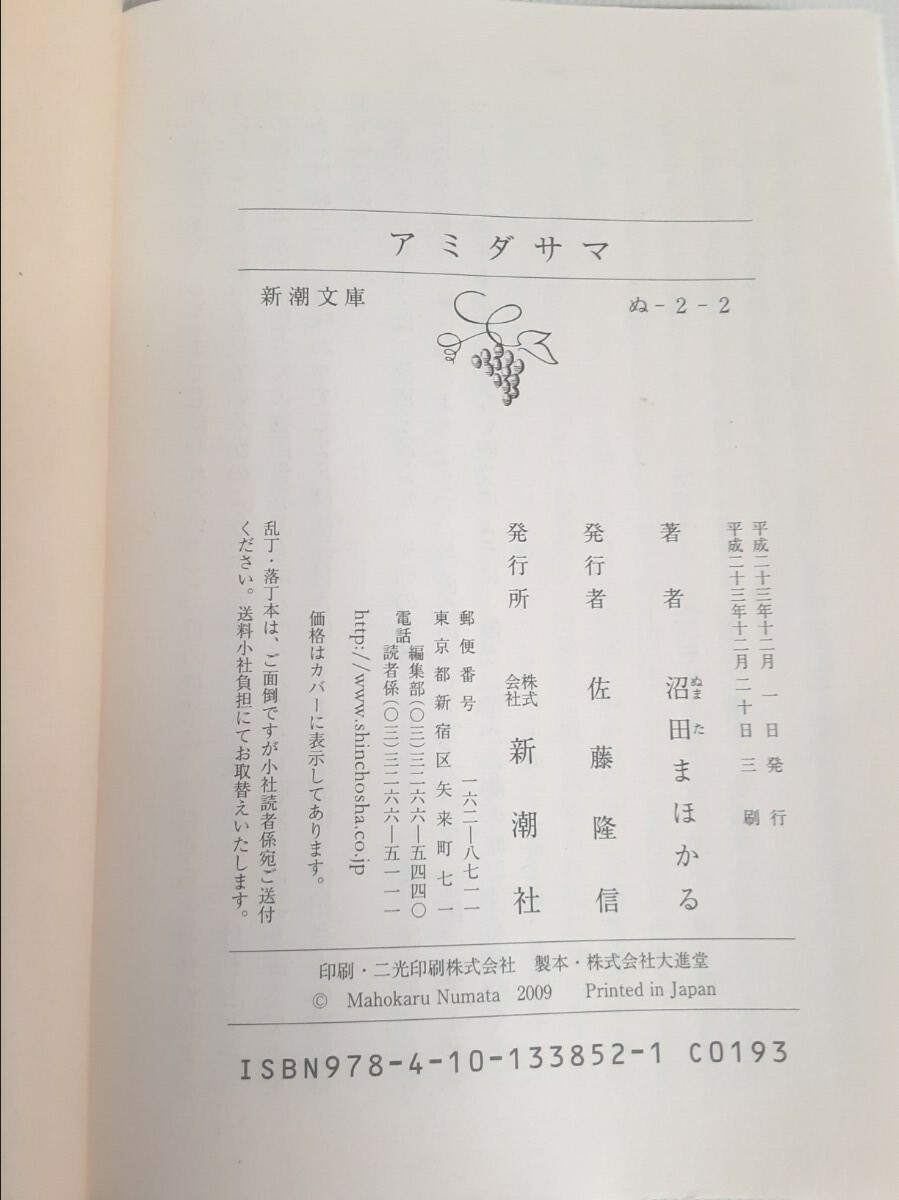 アミダサマ
新潮文庫
ぬ-2-2
平成二十三年十二月一日発行
平成二十三年十二月二十日三刷
著者 沼田まほかる
ぬま た
発行者 佐藤隆信
発行所 株式会社 新潮社
郵便番号 一六二―八七一一
東京都新宿区矢来町七一
電話 編集部(〇三)三二六六―五四四〇
読者係(〇三)三二六六―五一一一
http://www.shinchosha.co.jp
価格はカバーに表示してあります。
乱丁・落丁本は、ご面倒ですが小社読者係宛ご送付
ください。送料小社負担にてお取替えいたします。
印刷・二光印刷株式会社 製本・株式会社大進堂
© Mahokaru Numata 2009 Printed in Japan
ISBN978-4-10-133852-1 C0193